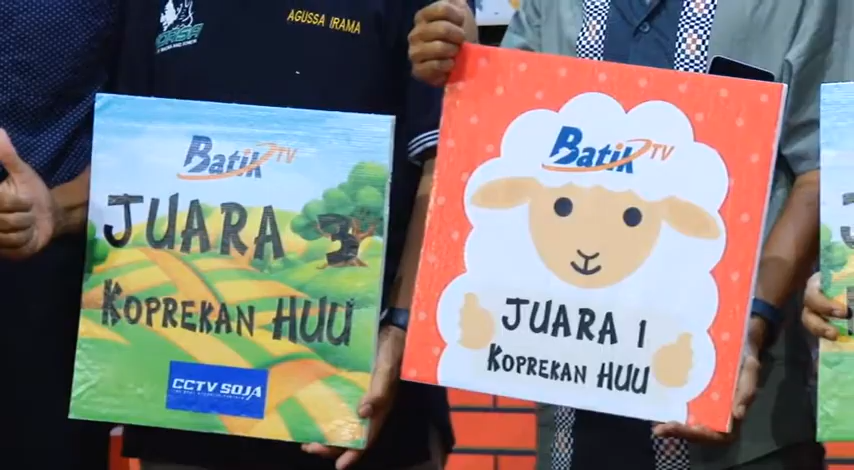 AGUSSA IRAMA
Batik TV
JUARA 3
KOPREKAN HUU
CCTV SOJA
Batik TV
JUARA 1
KOPREKAN HUU